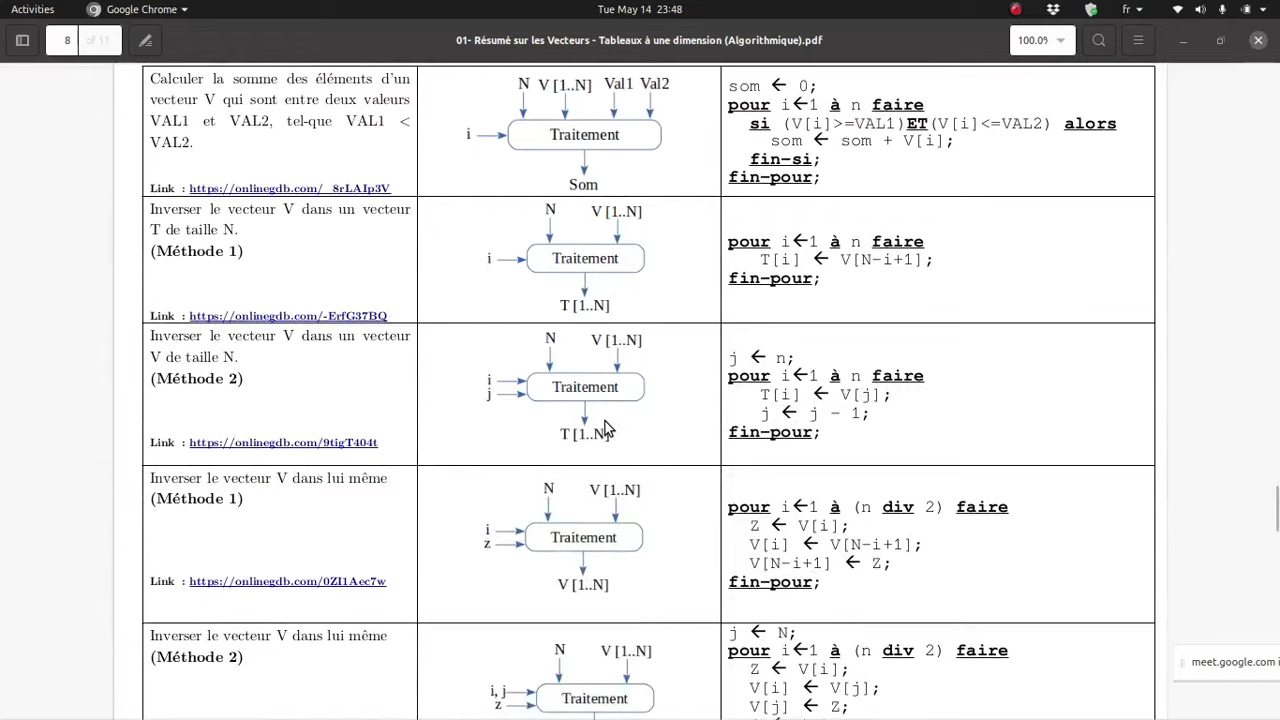 Activities
Google Chrome
Tue May 14 23:48
fr
8 of 11
01- Résumé sur les Vecteurs - Tableaux à une dimension (Algorithmique).pdf
100.0%
Calculer la somme des éléments d'un
vecteur V qui sont entre deux valeurs
VAL1 et VAL2, tel-que VAL1 <
VAL2.
Link : https://onlinegdb.com/_8rLAIp3V
N V [1..N] Val1 Val2
i
Traitement
Som
som ← 0;
pour i←1 à n faire
si (V[i]>=VAL1)ET(V[i]<=VAL2) alors
som ← som + V[i];
fin-si;
fin-pour;
Inverser le vecteur V dans un vecteur
T de taille N.
(Méthode 1)
Link : https://onlinegdb.com/-ErfG37BQ
N V [1..N]
i
Traitement
T [1..N]
pour i←1 à n faire
T[i] ← V[N-i+1];
fin-pour;
Inverser le vecteur V dans un vecteur
V de taille N.
(Méthode 2)
Link : https://onlinegdb.com/9tigT404t
N V [1..N]
i
j
Traitement
T [1..N]
j ← n;
pour i←1 à n faire
T[i] ← V[j];
j ← j - 1;
fin-pour;
Inverser le vecteur V dans lui même
(Méthode 1)
Link : https://onlinegdb.com/0ZI1Aec7w
N V [1..N]
i
z
Traitement
V [1..N]
pour i←1 à (n div 2) faire
Z ← V[i];
V[i] ← V[N-i+1];
V[N-i+1] ← Z;
fin-pour;
Inverser le vecteur V dans lui même
(Méthode 2)
N V [1..N]
i, j
z
Traitement
j ← N;
pour i←1 à (n div 2) faire
Z ← V[i];
V[i] ← V[j];
V[j] ← Z;
meet.google.com i